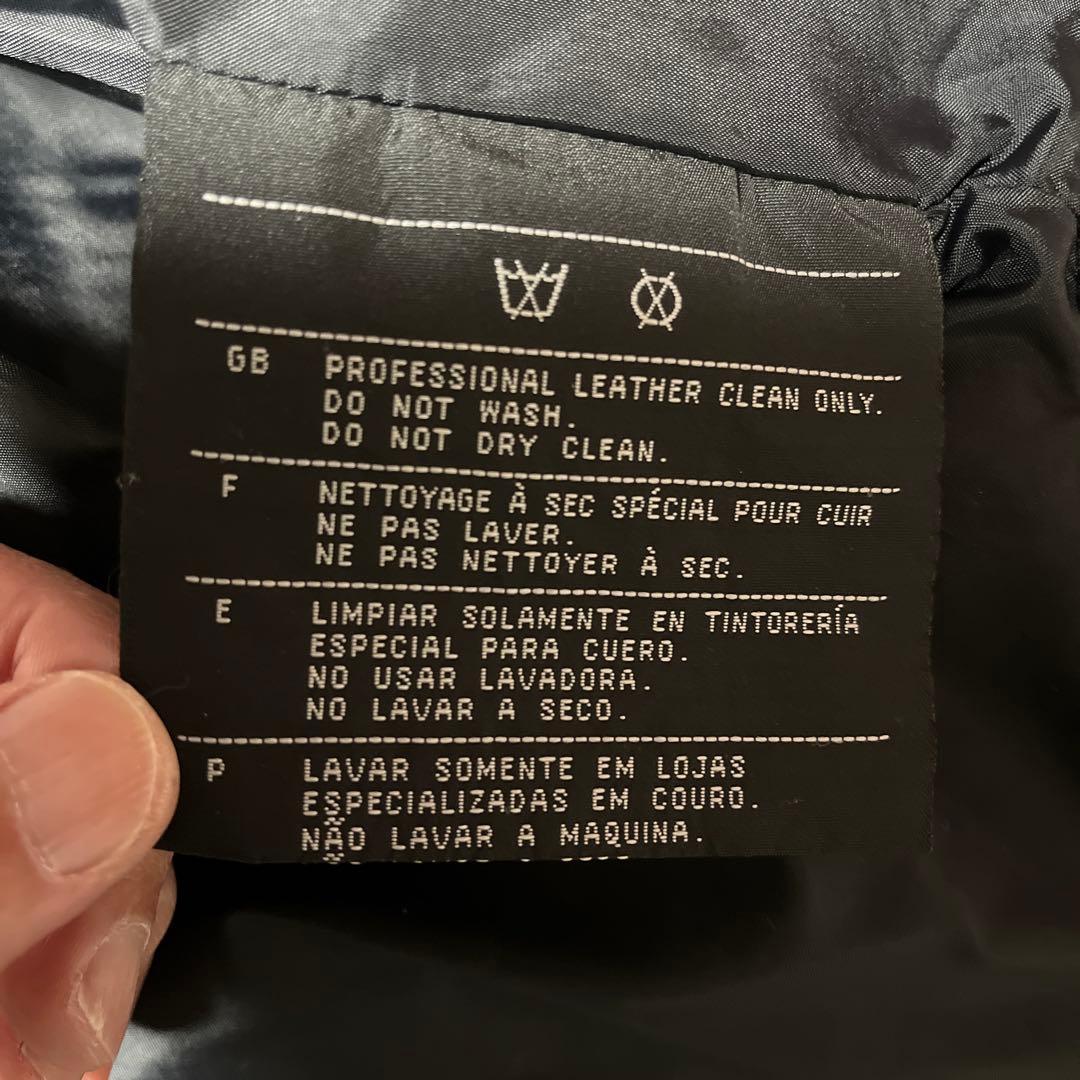 GB PROFESSIONAL LEATHER CLEAN ONLY.
DO NOT WASH.
DO NOT DRY CLEAN.
F NETTOYAGE À SEC SPÉCIAL POUR CUIR
NE PAS LAVER.
NE PAS NETTOYER À SEC.
E LIMPIAR SOLAMENTE EN TINTORERÍA
ESPECIAL PARA CUERO.
NO USAR LAVADORA.
NO LAVAR A SECO.
P LAVAR SOMENTE EM LOJAS
ESPECIALIZADAS EM COURO.
NÃO LAVAR A MAQUINA.